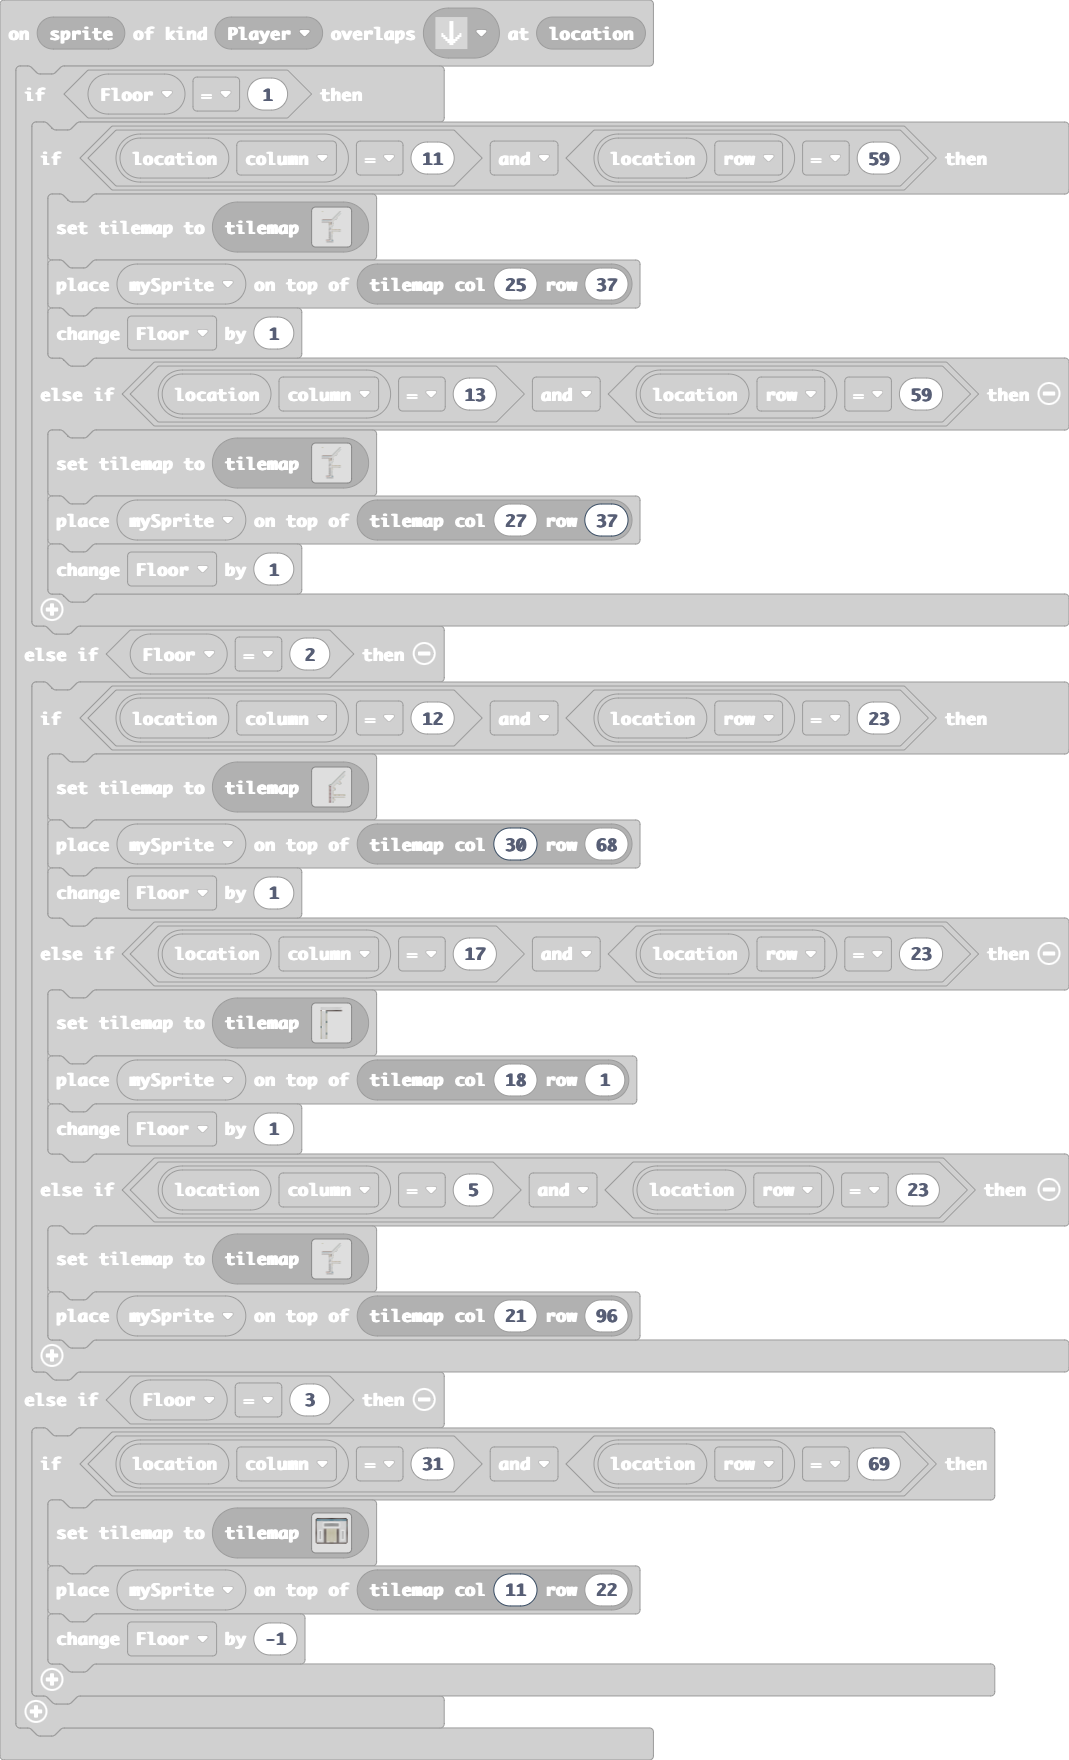 on sprite of kind Player overlaps at location
if Floor = 1 then
if location column = 11 and location row = 59 then
set tilemap to tilemap
place mySprite on top of tilemap col 25 row 37
change Floor by 1
else if location column = 13 and location row = 59 then
set tilemap to tilemap
place mySprite on top of tilemap col 27 row 37
change Floor by 1
else if Floor = 2 then
if location column = 12 and location row = 23 then
set tilemap to tilemap
place mySprite on top of tilemap col 30 row 68
change Floor by 1
else if location column = 17 and location row = 23 then
set tilemap to tilemap
place mySprite on top of tilemap col 18 row 1
change Floor by 1
else if location column = 5 and location row = 23 then
set tilemap to tilemap
place mySprite on top of tilemap col 21 row 96
else if Floor = 3 then
if location column = 31 and location row = 69 then
set tilemap to tilemap
place mySprite on top of tilemap col 11 row 22
change Floor by -1